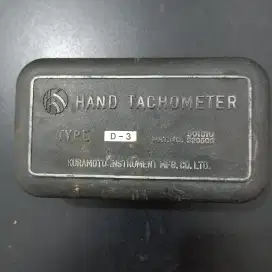 HAND TACHOMETER
TYPE D-3
KURAMOTO INSTRUMENT MFG.CO.,LTD.